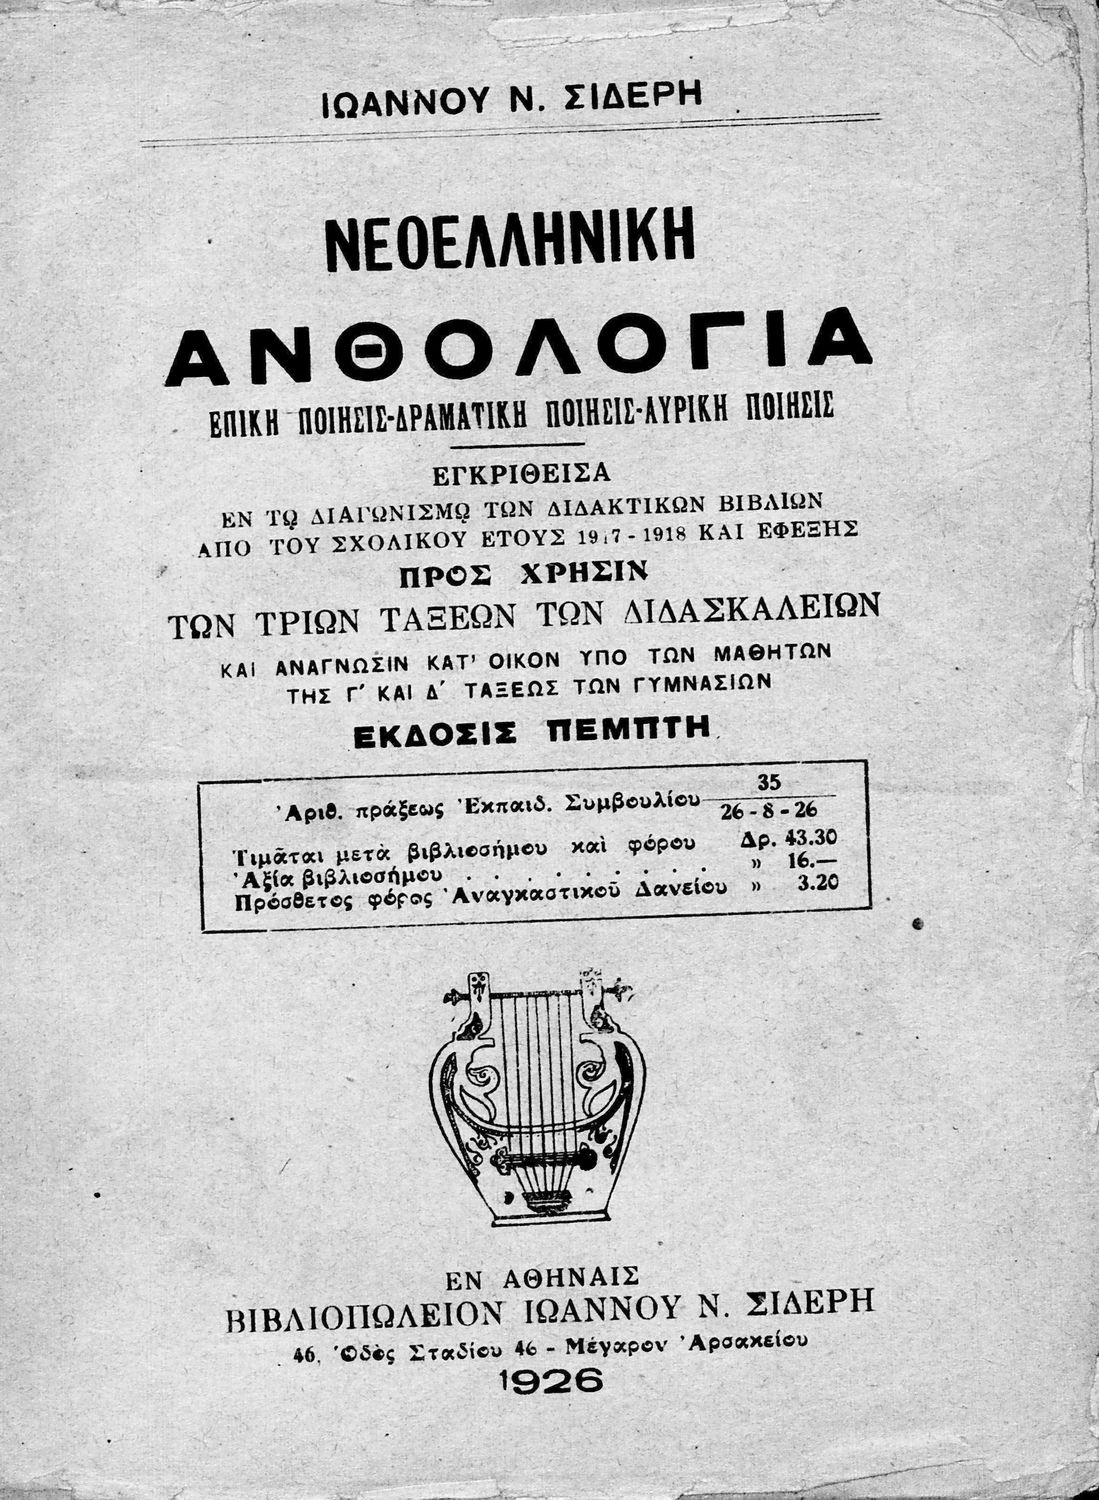 ΙΩΑΝΝΟΥ Ν. ΣΙΔΕΡΗ
ΝΕΟΕΛΛΗΝΙΚΗ
ΑΝΘΟΛΟΓΙΑ
ΕΠΙΚΗ ΠΟΙΗΣΙΣ-ΔΡΑΜΑΤΙΚΗ ΠΟΙΗΣΙΣ-ΛΥΡΙΚΗ ΠΟΙΗΣΙΣ
ΕΓΚΡΙΘΕΙΣΑ
ΕΝ Τῼ ΔΙΑΓΩΝΙΣΜῼ ΤΩΝ ΔΙΔΑΚΤΙΚΩΝ ΒΙΒΛΙΩΝ
ΑΠΟ ΤΟΥ ΣΧΟΛΙΚΟΥ ΕΤΟΥΣ 1917-1918 ΚΑΙ ΕΦΕΞΗΣ
ΠΡΟΣ ΧΡΗΣΙΝ
ΤΩΝ ΤΡΙΩΝ ΤΑΞΕΩΝ ΤΩΝ ΔΙΔΑΣΚΑΛΕΙΩΝ
ΚΑΙ ΑΝΑΓΝΩΣΙΝ ΚΑΤ' ΟΙΚΟΝ ΥΠΟ ΤΩΝ ΜΑΘΗΤΩΝ
ΤΗΣ Γ' ΚΑΙ Δ' ΤΑΞΕΩΣ ΤΩΝ ΓΥΜΝΑΣΙΩΝ
ΕΚΔΟΣΙΣ ΠΕΜΠΤΗ
Ἀριθ. πράξεως Ἐκπαιδ. Συμβουλίου 35
26-8-26
Τιμᾶται μετὰ βιβλιοσήμου καὶ φόρου Δρ. 43.30
Ἀξία βιβλιοσήμου . . . . . . . . . » 16.—
Πρόσθετος φόρος Ἀναγκαστικοῦ Δανείου » 3.20
ΕΝ ΑΘΗΝΑΙΣ
ΒΙΒΛΙΟΠΩΛΕΙΟΝ ΙΩΑΝΝΟΥ Ν. ΣΙΔΕΡΗ
46, Ὁδὸς Σταδίου 46 - Μέγαρον Ἀρσακείου
1926